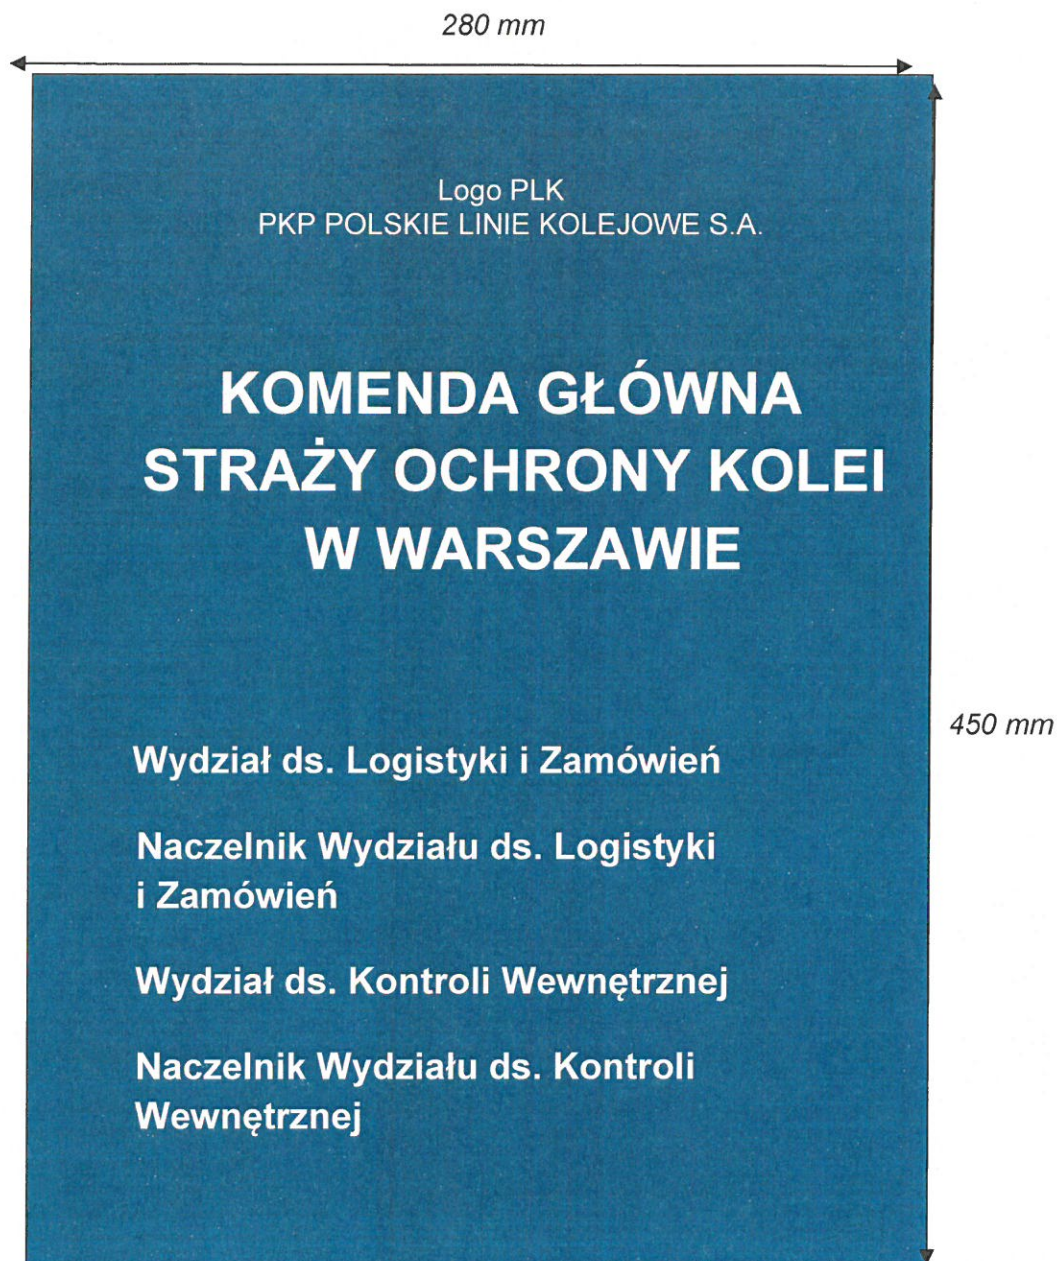 280 mm
Logo PLK
PKP POLSKIE LINIE KOLEJOWE S.A.
KOMENDA GŁÓWNA
STRAŻY OCHRONY KOLEI
W WARSZAWIE
450 mm
Wydział ds. Logistyki i Zamówień
Naczelnik Wydziału ds. Logistyki
i Zamówień
Wydział ds. Kontroli Wewnętrznej
Naczelnik Wydziału ds. Kontroli
Wewnętrznej